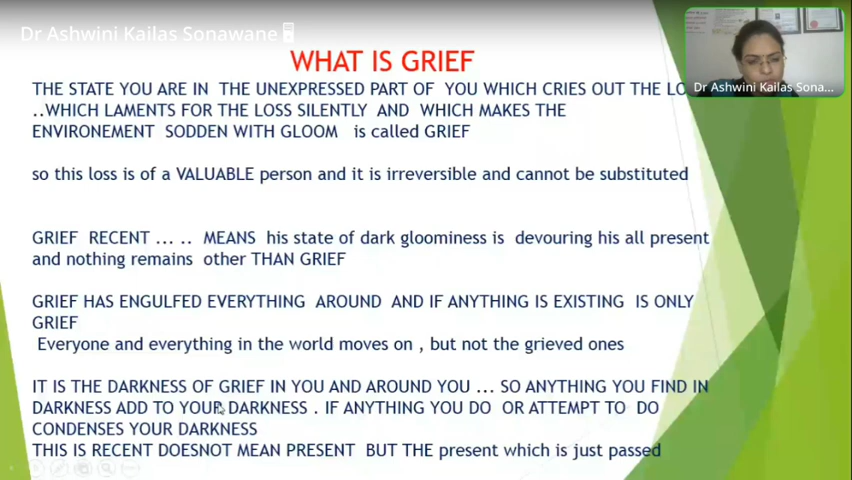 Dr Ashwini Kailas Sonawane
WHAT IS GRIEF
THE STATE YOU ARE IN THE UNEXPRESSED PART OF YOU WHICH CRIES OUT THE LO
..WHICH LAMENTS FOR THE LOSS SILENTLY AND WHICH MAKES THE
ENVIRONEMENT SODDEN WITH GLOOM is called GRIEF
so this loss is of a VALUABLE person and it is irreversible and cannot be substituted
GRIEF RECENT ... .. MEANS his state of dark gloominess is devouring his all present
and nothing remains other THAN GRIEF
GRIEF HAS ENGULFED EVERYTHING AROUND AND IF ANYTHING IS EXISTING IS ONLY
GRIEF
Everyone and everything in the world moves on , but not the grieved ones
IT IS THE DARKNESS OF GRIEF IN YOU AND AROUND YOU ... SO ANYTHING YOU FIND IN
DARKNESS ADD TO YOUR DARKNESS . IF ANYTHING YOU DO OR ATTEMPT TO DO
CONDENSES YOUR DARKNESS
THIS IS RECENT DOESNOT MEAN PRESENT BUT THE present which is just passed
Dr Ashwini Kailas Sona...